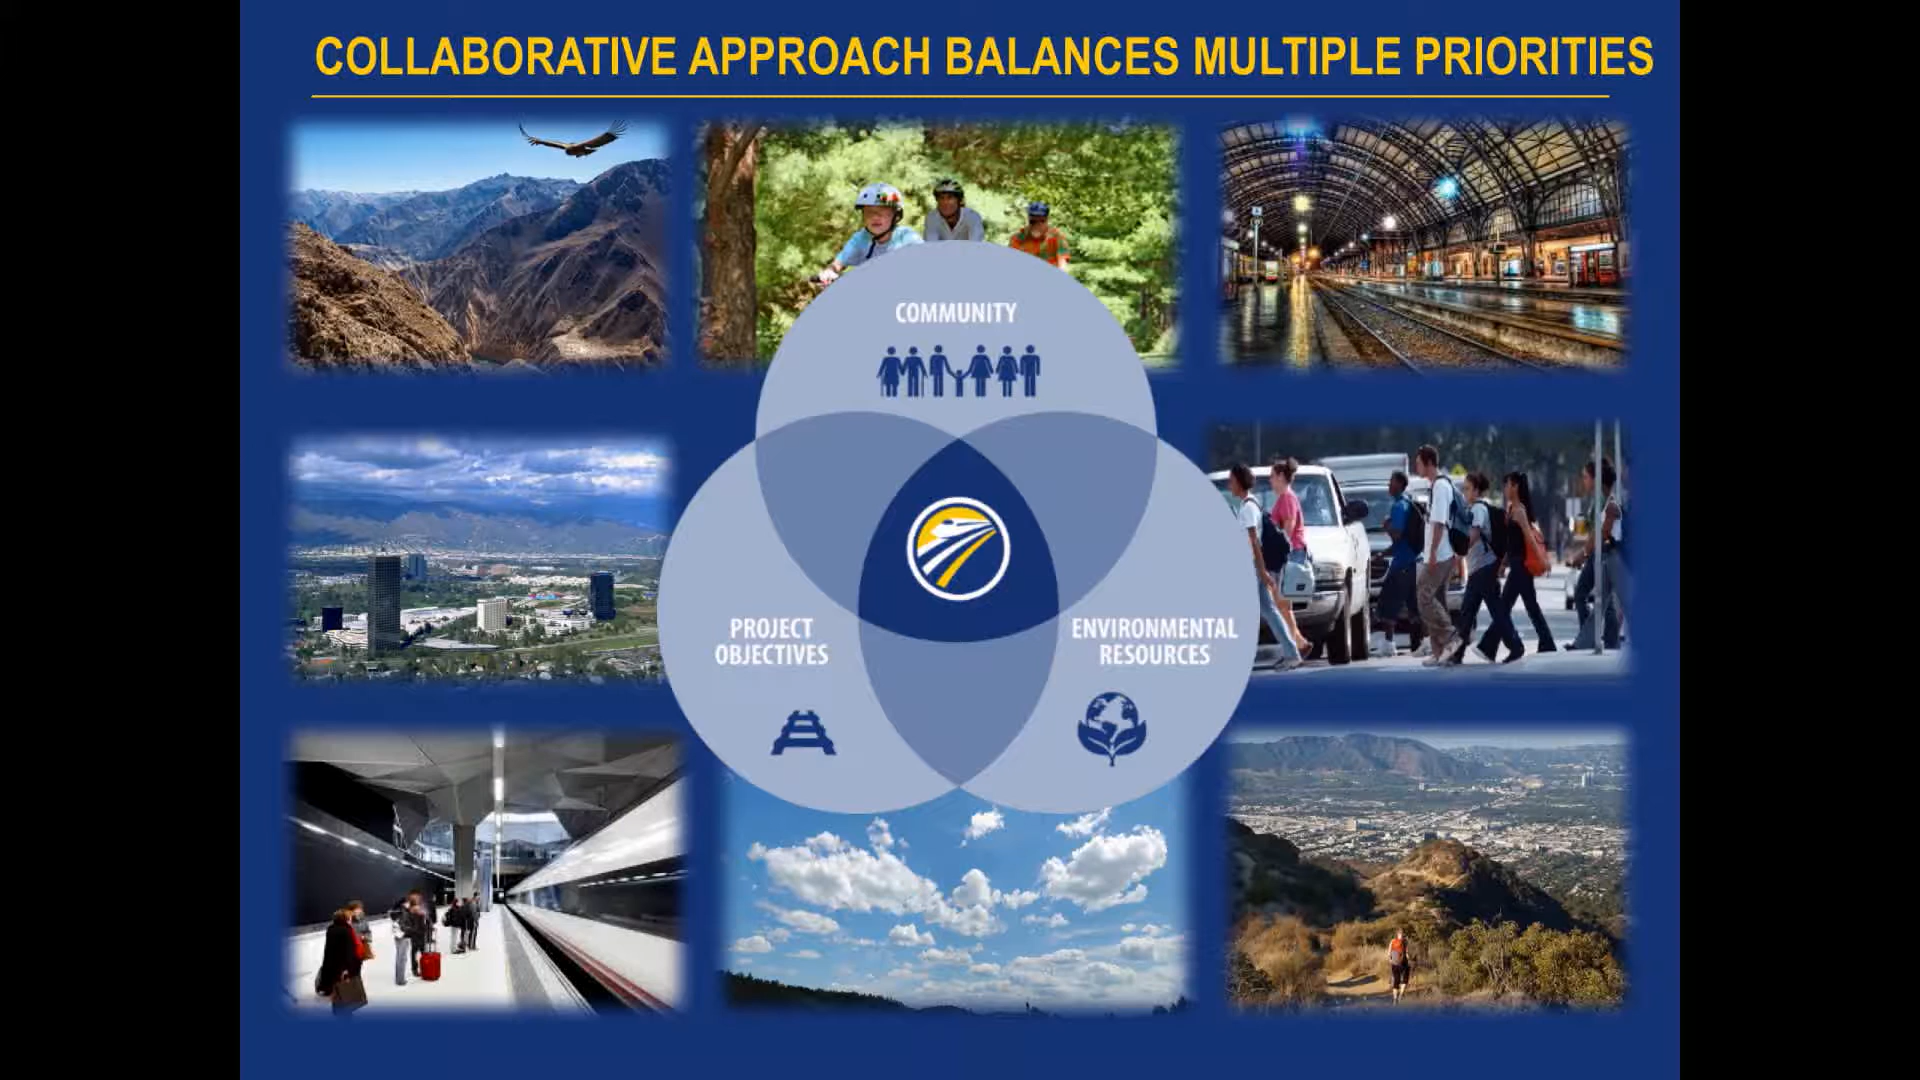 COLLABORATIVE APPROACH BALANCES MULTIPLE PRIORITIES
COMMUNITY
PROJECT
OBJECTIVES
ENVIRONMENTAL
RESOURCES